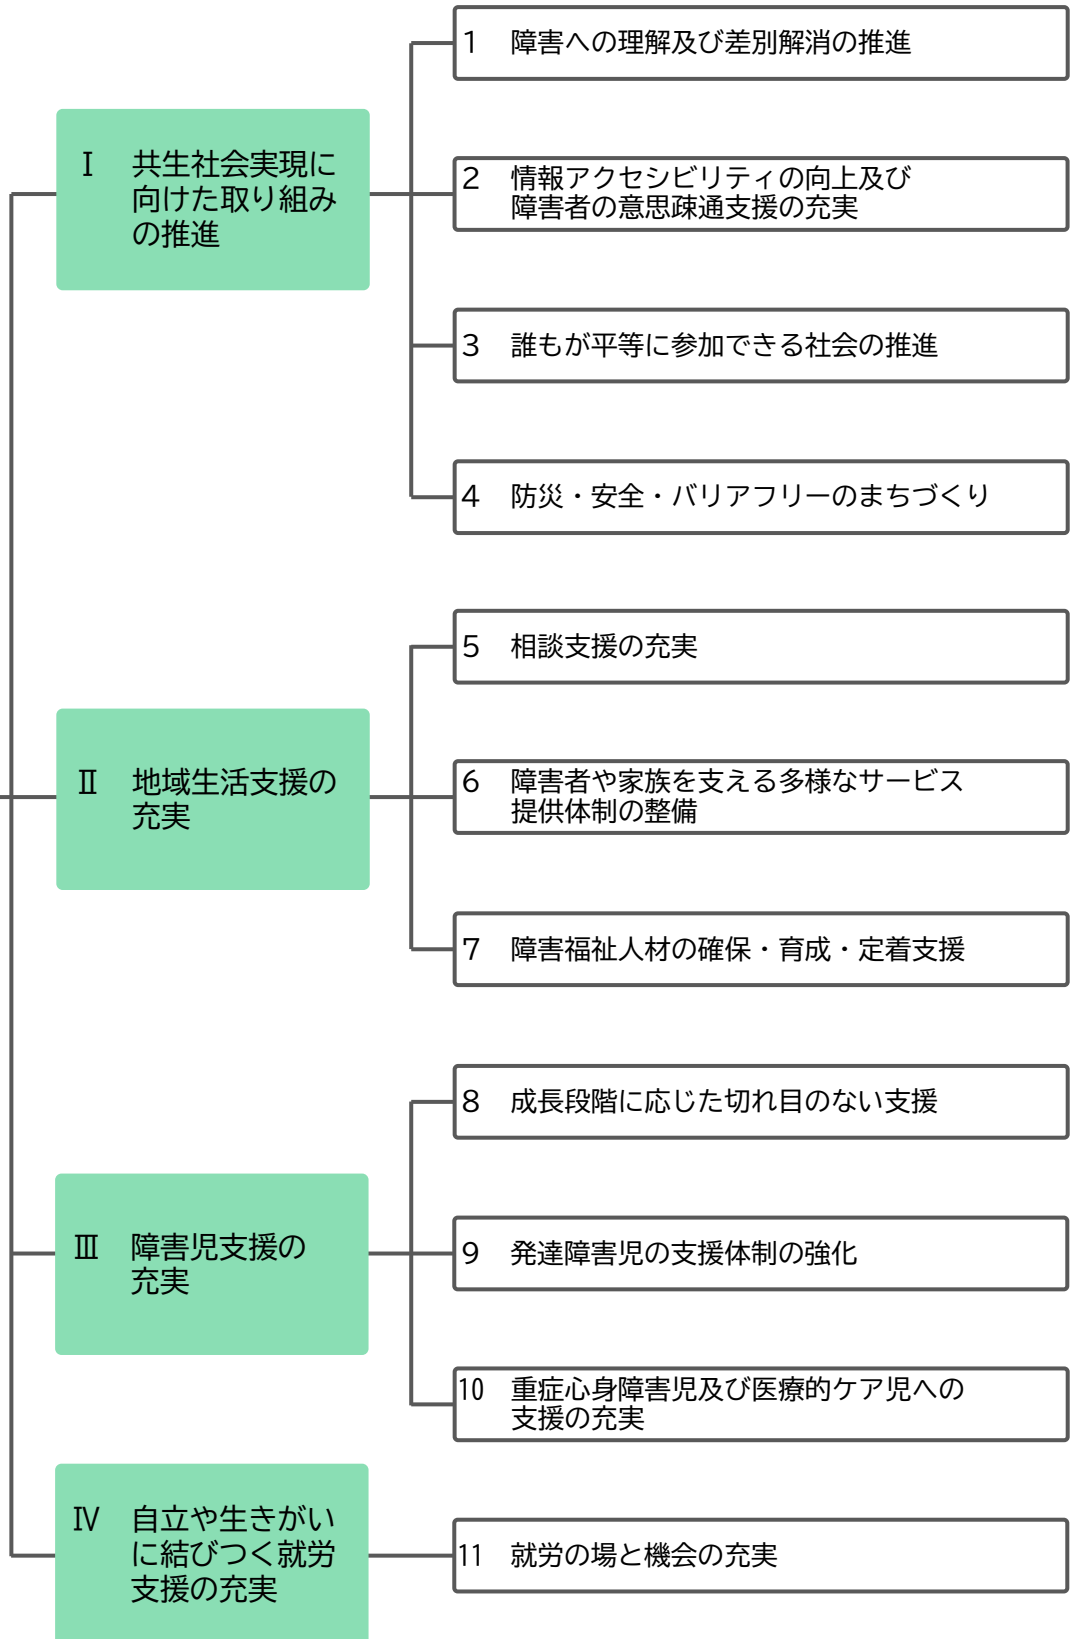 Ⅰ 共生社会実現に
向けた取り組み
の推進
1 障害への理解及び差別解消の推進
2 情報アクセシビリティの向上及び
障害者の意思疎通支援の充実
3 誰もが平等に参加できる社会の推進
4 防災・安全・バリアフリーのまちづくり
Ⅱ 地域生活支援の
充実
5 相談支援の充実
6 障害者や家族を支える多様なサービス
提供体制の整備
7 障害福祉人材の確保・育成・定着支援
Ⅲ 障害児支援の
充実
8 成長段階に応じた切れ目のない支援
9 発達障害児の支援体制の強化
10 重症心身障害児及び医療的ケア児への
支援の充実
Ⅳ 自立や生きがい
に結びつく就労
支援の充実
11 就労の場と機会の充実